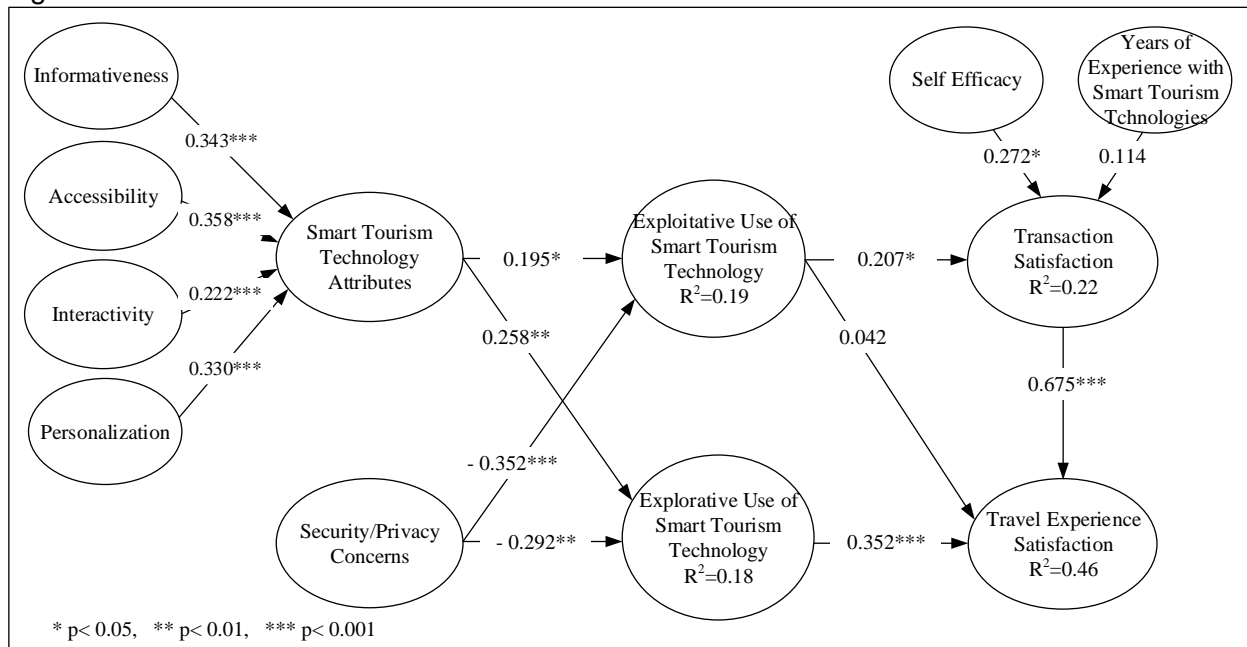 Informativeness
Accessibility
Interactivity
Personalization
0.343***
0.358***
0.222***
0.330***
Smart Tourism
Technology
Attributes
Security/Privacy
Concerns
0.195*
0.258**
- 0.352***
- 0.292**
Exploitative Use of
Smart Tourism
Technology
R²=0.19
Explorative Use of
Smart Tourism
Technology
R²=0.18
0.207*
0.042
0.352***
Self Efficacy
Years of
Experience with
Smart Tourism
Tchnologies
0.272*
0.114
Transaction
Satisfaction
R²=0.22
0.675***
Travel Experience
Satisfaction
R²=0.46
* p< 0.05, ** p< 0.01, *** p< 0.001